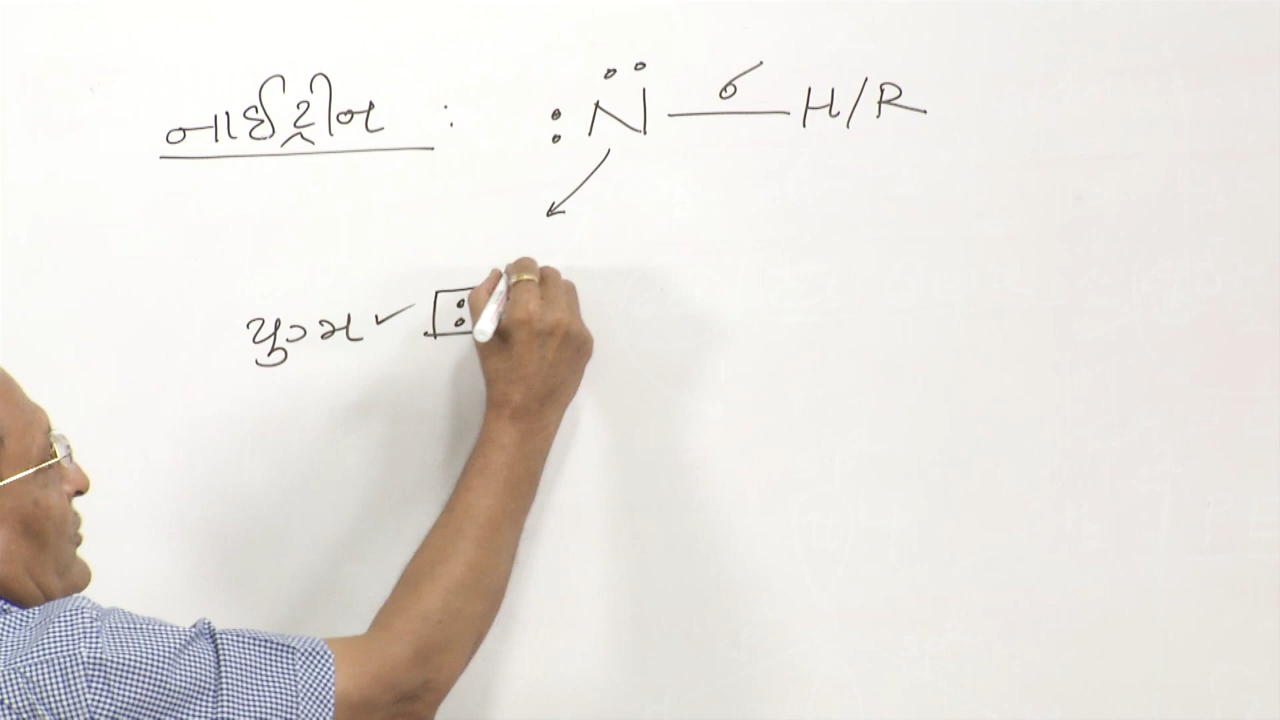 નાઈટ્રીન : :N̈ —σ— H/R
યુગ્મ ✓ :